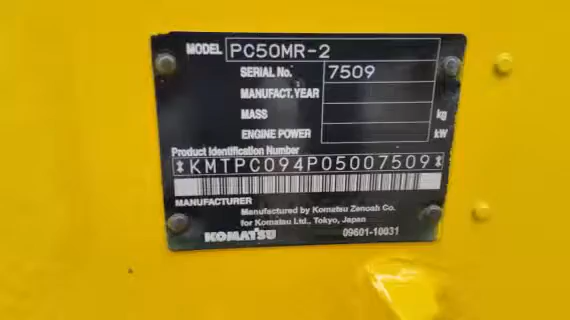 MODEL PC50MR-2
SERIAL No. 7509
MANUFACT.YEAR
MASS kg
ENGINE POWER kW
Product Identification Number
*KMTPC094P05007509*
MANUFACTURER
Manufactured by Komatsu Zenoah Co.
for Komatsu Ltd., Tokyo, Japan
KOMATSU 09601-10031